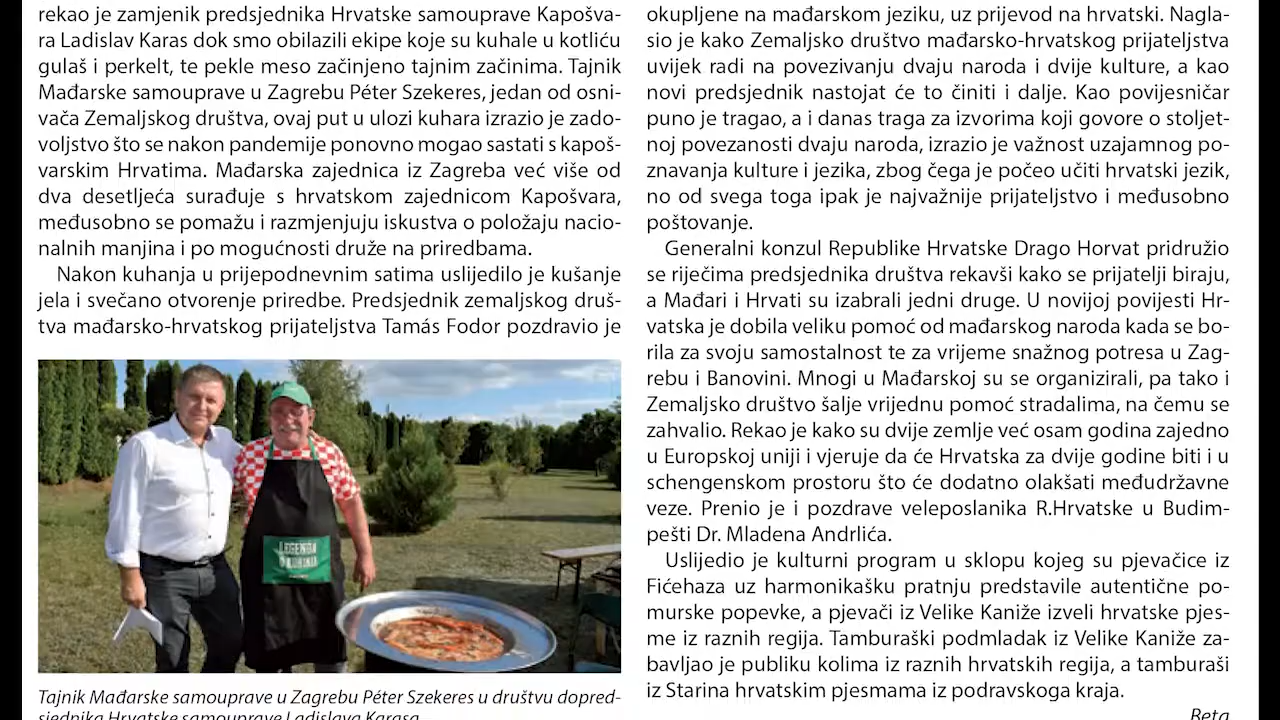 rekao je zamjenik predsjednika Hrvatske samouprave Kapošva-
ra Ladislav Karas dok smo obilazili ekipe koje su kuhale u kotliću
gulaš i perkelt, te pekle meso začinjeno tajnim začinima. Tajnik
Mađarske samouprave u Zagrebu Péter Szekeres, jedan od osni-
vača Zemaljskog društva, ovaj put u ulozi kuhara izrazio je zado-
voljstvo što se nakon pandemije ponovno mogao sastati s kapoš-
varskim Hrvatima. Mađarska zajednica iz Zagreba već više od
dva desetljeća surađuje s hrvatskom zajednicom Kapošvara,
međusobno se pomažu i razmjenjuju iskustva o položaju nacio-
nalnih manjina i po mogućnosti druže na priredbama.
Nakon kuhanja u prijepodnevnim satima uslijedilo je kušanje
jela i svečano otvorenje priredbe. Predsjednik zemaljskog druš-
tva mađarsko-hrvatskog prijateljstva Tamás Fodor pozdravio je
LEGENDA
Tajnik Mađarske samouprave u Zagrebu Péter Szekeres u društvu dopred-
sjednika Hrvatske samouprave Ladislava Karasa
okupljene na mađarskom jeziku, uz prijevod na hrvatski. Nagla-
sio je kako Zemaljsko društvo mađarsko-hrvatskog prijateljstva
uvijek radi na povezivanju dvaju naroda i dvije kulture, a kao
novi predsjednik nastojat će to činiti i dalje. Kao povijesničar
puno je tragao, a i danas traga za izvorima koji govore o stoljet-
noj povezanosti dvaju naroda, izrazio je važnost uzajamnog po-
znavanja kulture i jezika, zbog čega je počeo učiti hrvatski jezik,
no od svega toga ipak je najvažnije prijateljstvo i međusobno
poštovanje.
Generalni konzul Republike Hrvatske Drago Horvat pridružio
se riječima predsjednika društva rekavši kako se prijatelji biraju,
a Mađari i Hrvati su izabrali jedni druge. U novijoj povijesti Hr-
vatska je dobila veliku pomoć od mađarskog naroda kada se bo-
rila za svoju samostalnost te za vrijeme snažnog potresa u Zag-
rebu i Banovini. Mnogi u Mađarskoj su se organizirali, pa tako i
Zemaljsko društvo šalje vrijednu pomoć stradalima, na čemu se
zahvalio. Rekao je kako su dvije zemlje već osam godina zajedno
u Europskoj uniji i vjeruje da će Hrvatska za dvije godine biti i u
schengenskom prostoru što će dodatno olakšati međudržavne
veze. Prenio je i pozdrave veleposlanika R.Hrvatske u Budim-
pešti Dr. Mladena Andrlića.
Uslijedio je kulturni program u sklopu kojeg su pjevačice iz
Fićehaza uz harmonikašku pratnju predstavile autentične po-
murske popevke, a pjevači iz Velike Kaniže izveli hrvatske pjes-
me iz raznih regija. Tamburaški podmladak iz Velike Kaniže za-
bavljao je publiku kolima iz raznih hrvatskih regija, a tamburaši
iz Starina hrvatskim pjesmama iz podravskoga kraja.
Beta